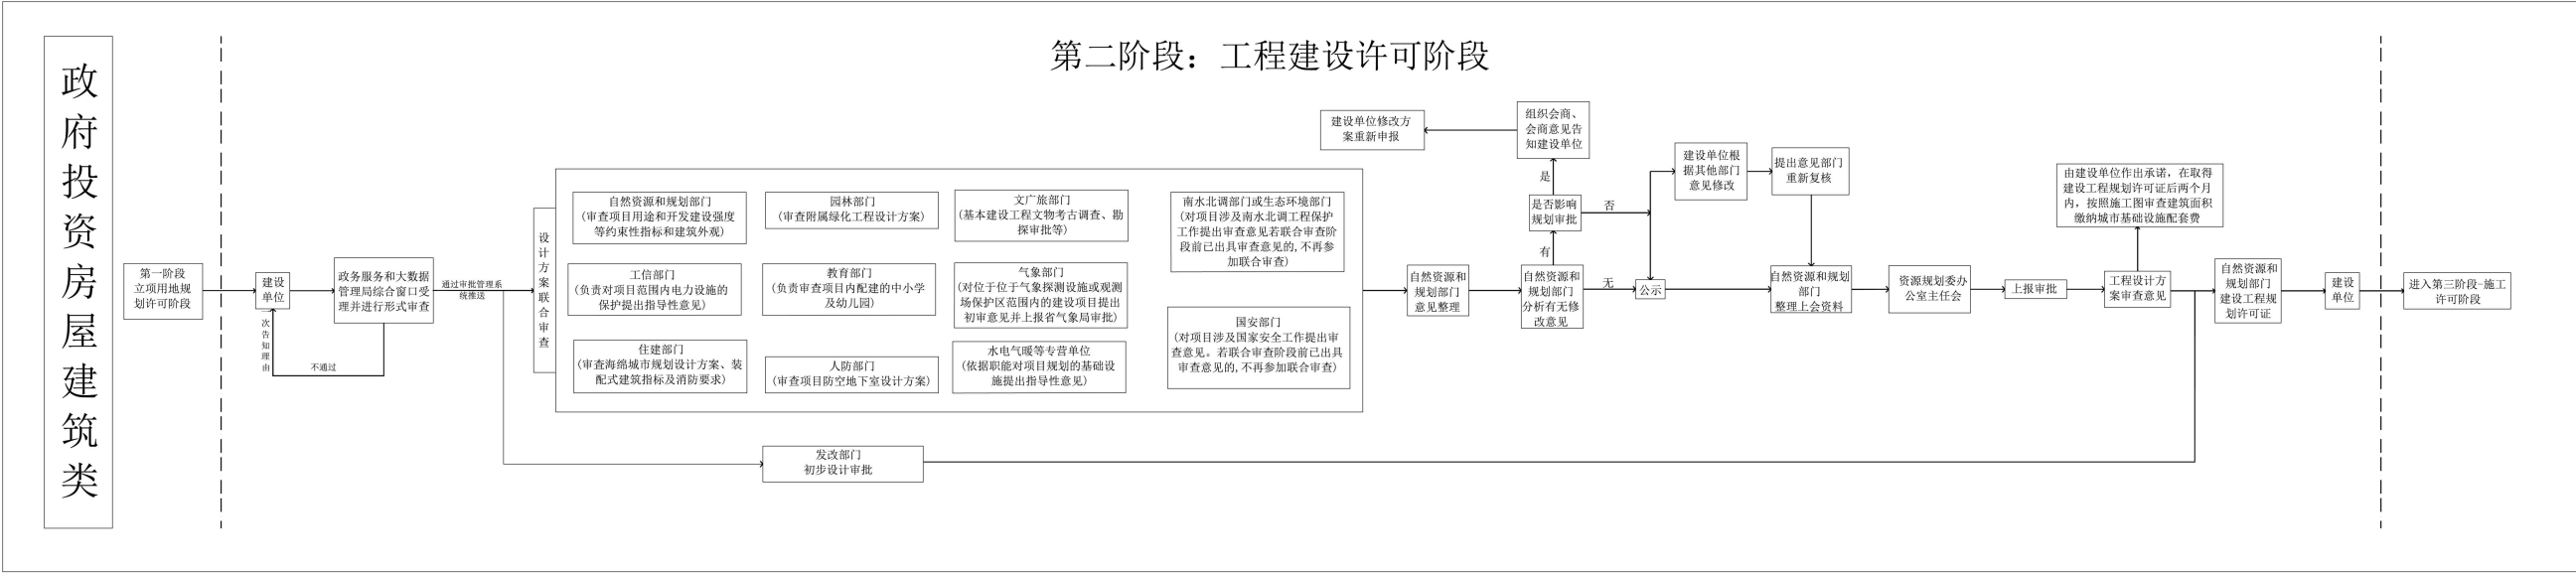 第二阶段：工程建设许可阶段
政府投资房屋建筑类
第一阶段
立项用地规
划许可阶段
建设
单位
政务服务和大数据
管理局综合窗口受
理并进行形式审查
一次告知理由
不通过
通过审批管理系
统推送
设计方案联合审查
自然资源和规划部门
(审查项目用途和开发建设强度
等约束性指标和建筑外观)
园林部门
(审查附属绿化工程设计方案)
文广旅部门
(基本建设工程文物考古调查、勘
探审批等)
南水北调部门或生态环境部门
(对项目涉及南水北调工程保护
工作提出审查意见若联合审查阶
段前已出具审查意见的,不再参
加联合审查)
工信部门
(负责对项目范围内电力设施的
保护提出指导性意见)
教育部门
(负责审查项目内配建的中小学
及幼儿园)
气象部门
(对位于位于气象探测设施或观测
场保护区范围内的建设项目提出
初审意见并上报省气象局审批)
国安部门
(对项目涉及国家安全工作提出审
查意见。若联合审查阶段前已出具
审查意见的,不再参加联合审查)
住建部门
(审查海绵城市规划设计方案、装
配式建筑指标及消防要求)
人防部门
(审查项目防空地下室设计方案)
水电气暖等专营单位
(依据职能对项目规划的基础设
施提出指导性意见)
发改部门
初步设计审批
自然资源和
规划部门
意见整理
自然资源和
规划部门
分析有无修
改意见
有
是否影响
规划审批
是
组织会商、
会商意见告
知建设单位
建设单位修改方
案重新申报
否
无
公示
建设单位根
据其他部门
意见修改
提出意见部门
重新复核
自然资源和规划
部门
整理上会资料
资源规划委办
公室主任会
上报审批
工程设计方
案审查意见
由建设单位作出承诺，在取得
建设工程规划许可证后两个月
内，按照施工图审查建筑面积
缴纳城市基础设施配套费
自然资源和
规划部门
建设工程规
划许可证
建设
单位
进入第三阶段-施工
许可阶段